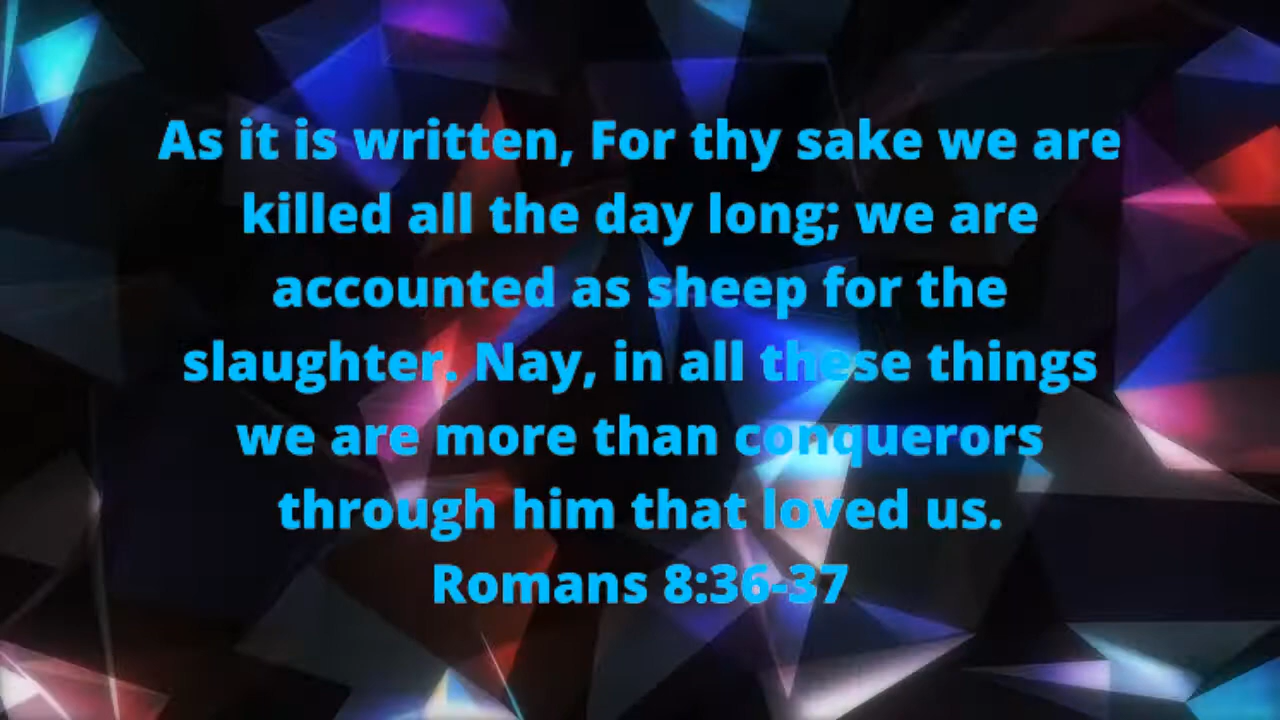 As it is written, For thy sake we are
killed all the day long; we are
accounted as sheep for the
slaughter. Nay, in all these things
we are more than conquerors
through him that loved us.
Romans 8:36-37